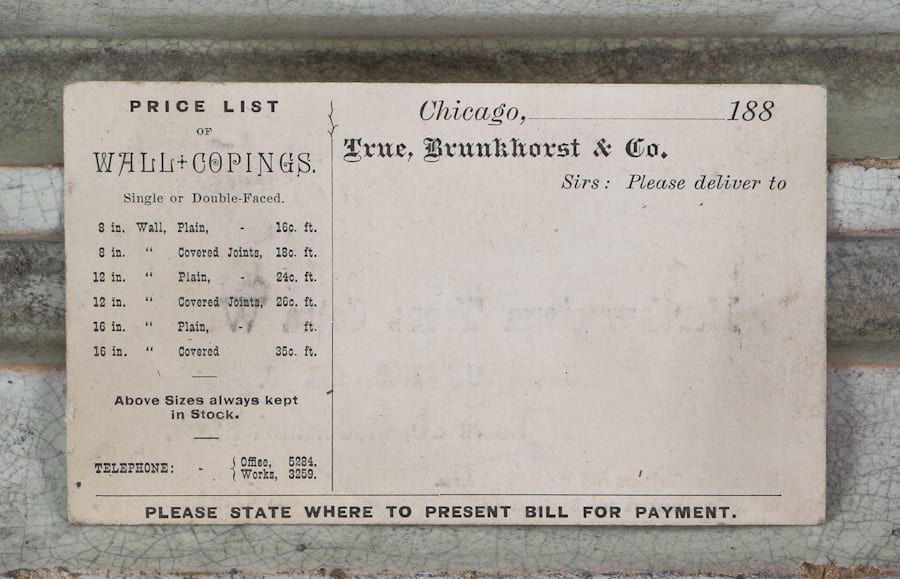 PRICE LIST
OF
WALL+COPINGS.
Single or Double-Faced.
8 in. Wall, Plain, - 16c. ft.
8 in. “ Covered Joints, 18c. ft.
12 in. “ Plain, - 24c. ft.
12 in. “ Covered Joints, 26c. ft.
16 in. “ Plain, - ft.
16 in. “ Covered 35c. ft.
Above Sizes always kept
in Stock.
TELEPHONE: - Office, 5284.
Works, 3259.
Chicago, 188
True, Brunkhorst & Co.
Sirs: Please deliver to
PLEASE STATE WHERE TO PRESENT BILL FOR PAYMENT.